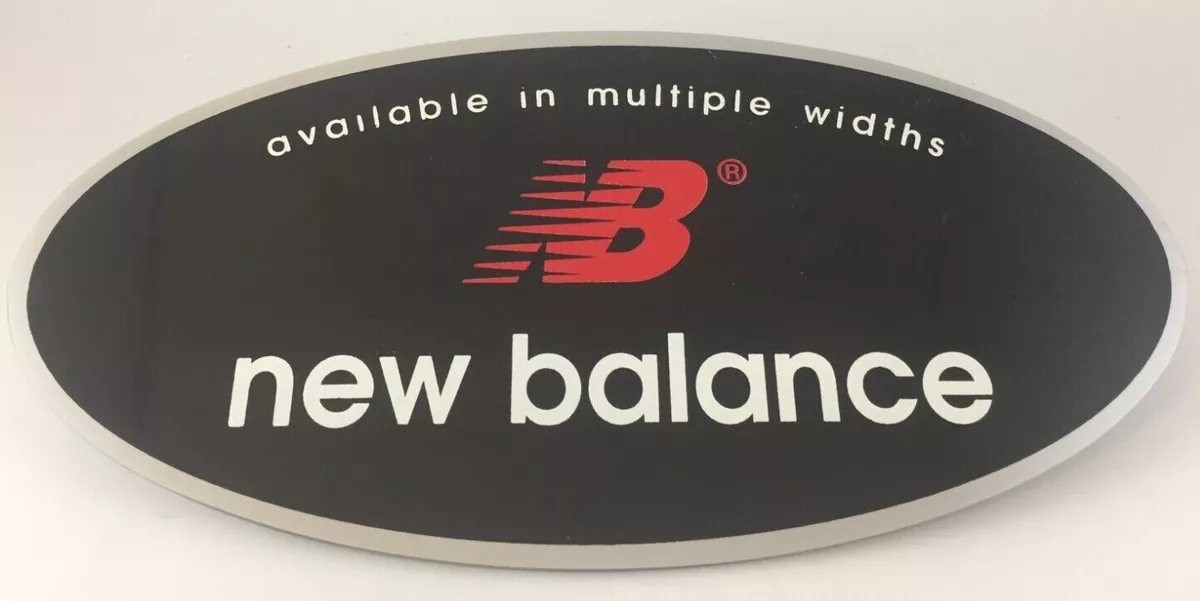 available in multiple widths
NB®
new balance